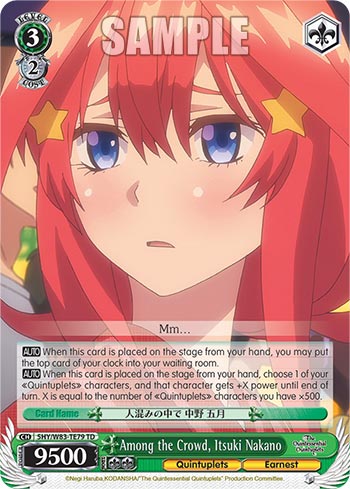 LEVEL
3
SAMPLE
2
COST
Mm…
AUTO When this card is placed on the stage from your hand, you may put
the top card of your clock into your waiting room.
AUTO When this card is placed on the stage from your hand, choose 1 of your
«Quintuplets» characters, and that character gets +X power until end of
turn. X is equal to the number of «Quintuplets» characters you have ×500.
Card Name
人混みの中で 中野 五月
CH
5HY/W83-TE79 TD
Among the Crowd, Itsuki Nakano
The Quintessential Quintuplets
9500
Quintuplets
Earnest
©Negi Haruba,KODANSHA/"The Quintessential Quintuplets" Production Committee.